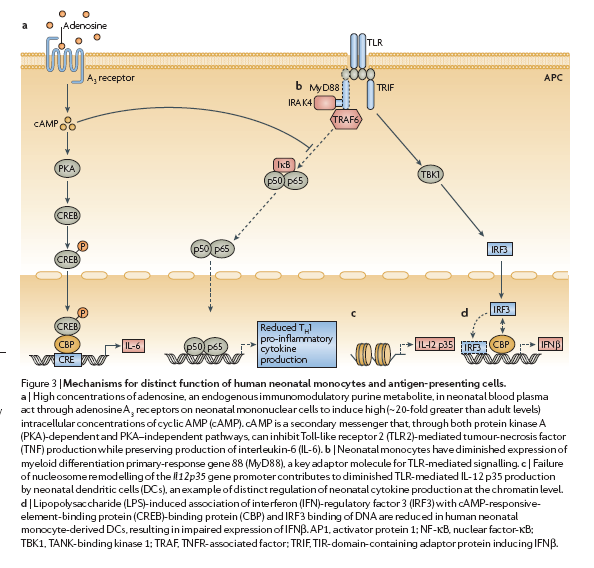 a
Adenosine
TLR
A3 receptor
b
MyD88
TRIF
APC
IRAK4
cAMP
TRAF6
IκB
p50 p65
PKA
TBK1
CREB
p50 p65
CREB P
IRF3
P
CREB
CBP
CRE
IL-6
p50 p65
Reduced TH1
pro-inflammatory
cytokine
production
c
IL-12 p35
d
IRF3
IRF3
CBP
IFNβ
Figure 3 | Mechanisms for distinct function of human neonatal monocytes and antigen-presenting cells.
a | High concentrations of adenosine, an endogenous immunomodulatory purine metabolite, in neonatal blood plasma
act through adenosine A3 receptors on neonatal mononuclear cells to induce high (~20-fold greater than adult levels)
intracellular concentrations of cyclic AMP (cAMP). cAMP is a secondary messenger that, through both protein kinase A
(PKA)-dependent and PKA–independent pathways, can inhibit Toll-like receptor 2 (TLR2)-mediated tumour-necrosis factor
(TNF) production while preserving production of interleukin-6 (IL-6). b | Neonatal monocytes have diminished expression of
myeloid differentiation primary-response gene 88 (MyD88), a key adaptor molecule for TLR-mediated signalling. c | Failure
of nucleosome remodelling of the Il12p35 gene promoter contributes to diminished TLR-mediated IL-12 p35 production
by neonatal dendritic cells (DCs), an example of distinct regulation of neonatal cytokine production at the chromatin level.
d | Lipopolysaccharide (LPS)-induced association of interferon (IFN)-regulatory factor 3 (IRF3) with cAMP-responsive-
element-binding protein (CREB)-binding protein (CBP) and IRF3 binding of DNA are reduced in human neonatal
monocyte-derived DCs, resulting in impaired expression of IFNβ. AP1, activator protein 1; NF-κB, nuclear factor-κB;
TBK1, TANK-binding kinase 1; TRAF, TNFR-associated factor; TRIF, TIR-domain-containing adaptor protein inducing IFNβ.